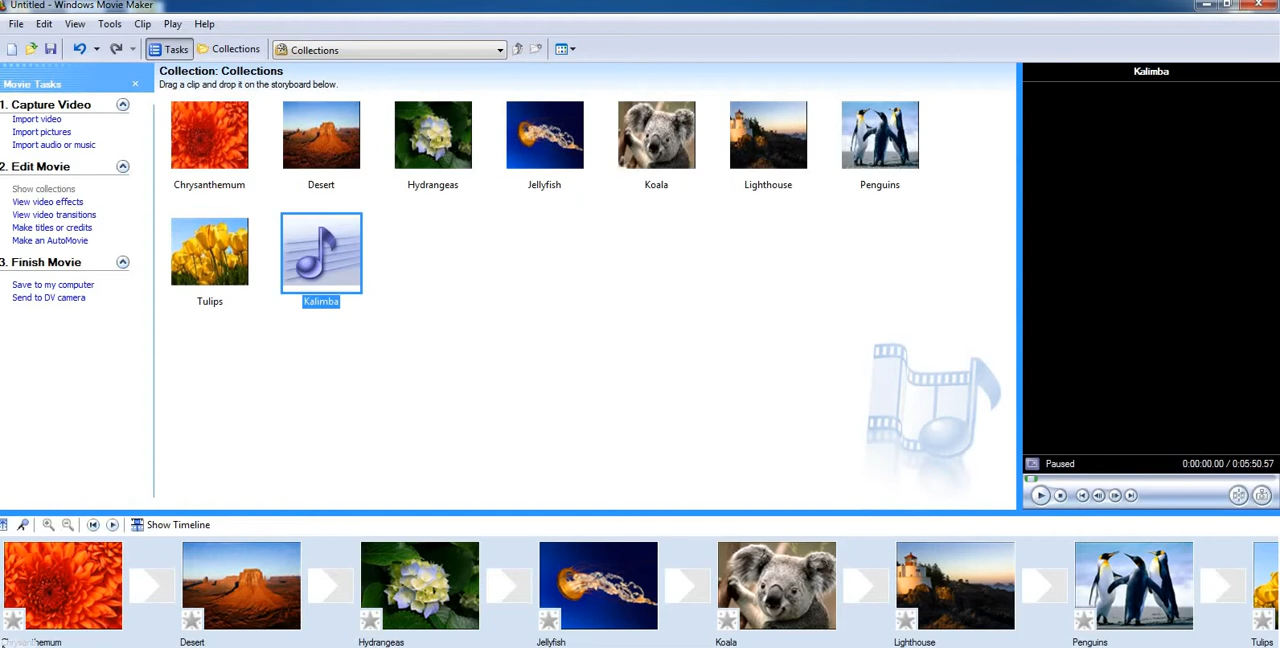 Untitled - Windows Movie Maker
File Edit View Tools Clip Play Help
Tasks Collections Collections
Movie Tasks
1. Capture Video
Import video
Import pictures
Import audio or music
2. Edit Movie
Show collections
View video effects
View video transitions
Make titles or credits
Make an AutoMovie
3. Finish Movie
Save to my computer
Send to DV camera
Collection: Collections
Drag a clip and drop it on the storyboard below.
Chrysanthemum Desert Hydrangeas Jellyfish Koala Lighthouse Penguins
Tulips Kalimba
Kalimba
Paused 0:00:00.00 / 0:05:50.57
Show Timeline
Chrysanthemum Desert Hydrangeas Jellyfish Koala Lighthouse Penguins Tulips